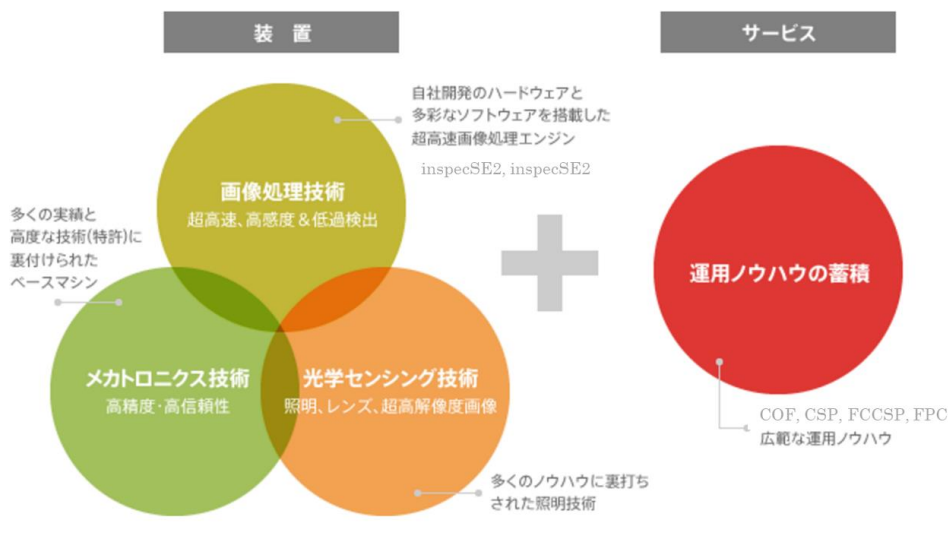 装 置
サービス
自社開発のハードウェアと
多彩なソフトウェアを搭載した
超高速画像処理エンジン
inspecSE2, inspecSE2
画像処理技術
超高速、高感度＆低過検出
多くの実績と
高度な技術(特許)に
裏付けられた
ベースマシン
運用ノウハウの蓄積
メカトロニクス技術
高精度・高信頼性
光学センシング技術
照明、レンズ、超高解像度画像
COF, CSP, FCCSP, FPC
広範な運用ノウハウ
多くのノウハウに裏打ち
された照明技術